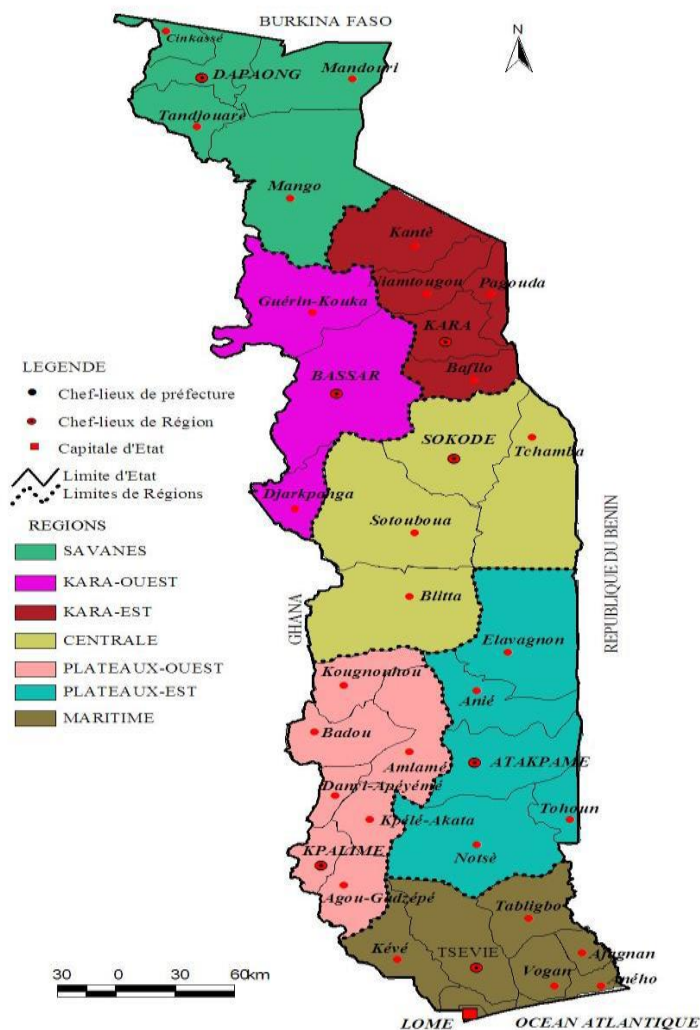 BURKINA FASO
N
Cinkassé
DAPAONG
Mandouri
Tandjouaré
Mango
Kantè
Niamtougou
Pagouda
Guérin-Kouka
KARA
LEGENDE
Chef-lieux de préfecture
Chef-lieux de Région
Capitale d'Etat
Limite d'Etat
Limites de Régions
BASSAR
Bafilo
SOKODE
Tchamba
Djarkpanga
Sotouboua
REGIONS
SAVANES
KARA-OUEST
KARA-EST
CENTRALE
PLATEAUX-OUEST
PLATEAUX-EST
MARITIME
GHANA
REPUBLIQUE DU BENIN
Blitta
Elavagnon
Kougnouhou
Anié
Badou
Amlamé
ATAKPAME
Danyi-Apéyémé
Kpélé-Akata
Tohoun
KPALIME
Notsè
Agou-Gadzépé
Tabligbo
Kévé
TSEVIE
Afagnan
Vogan
Aného
30 0 30 60km
LOME
OCEAN ATLANTIQUE